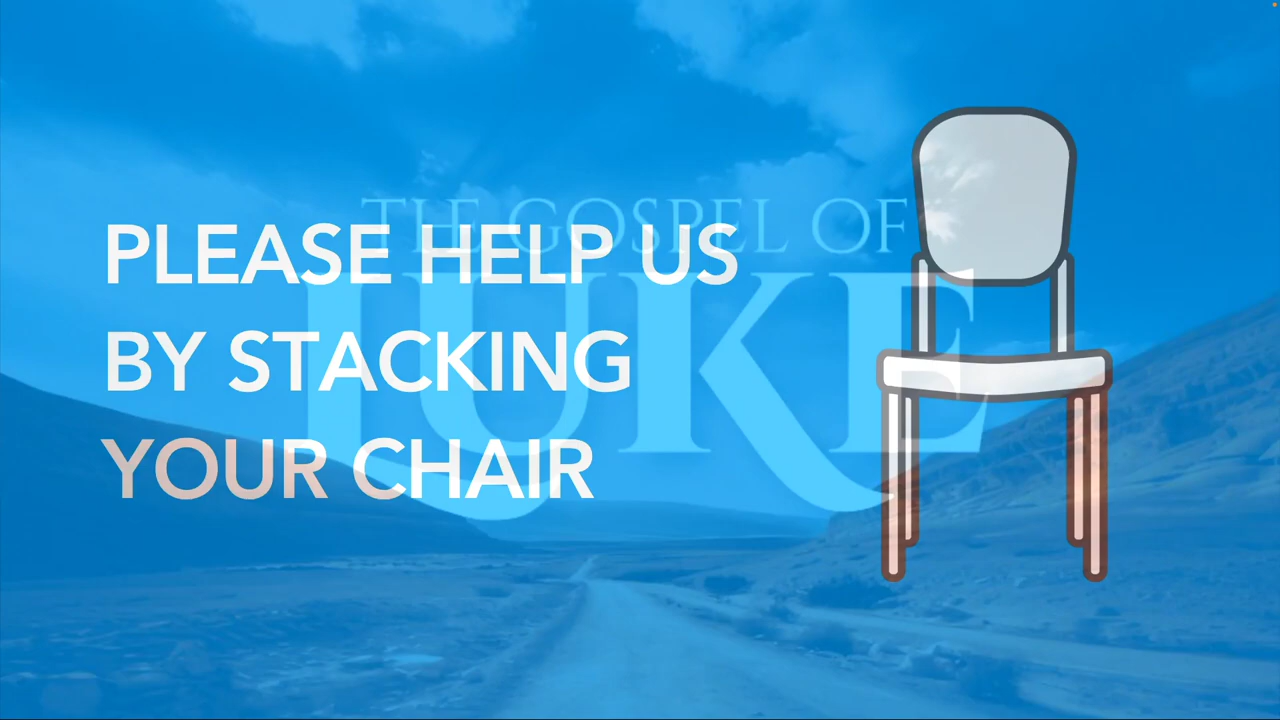 THE GOSPEL OF
LUKE
PLEASE HELP US
BY STACKING
YOUR CHAIR